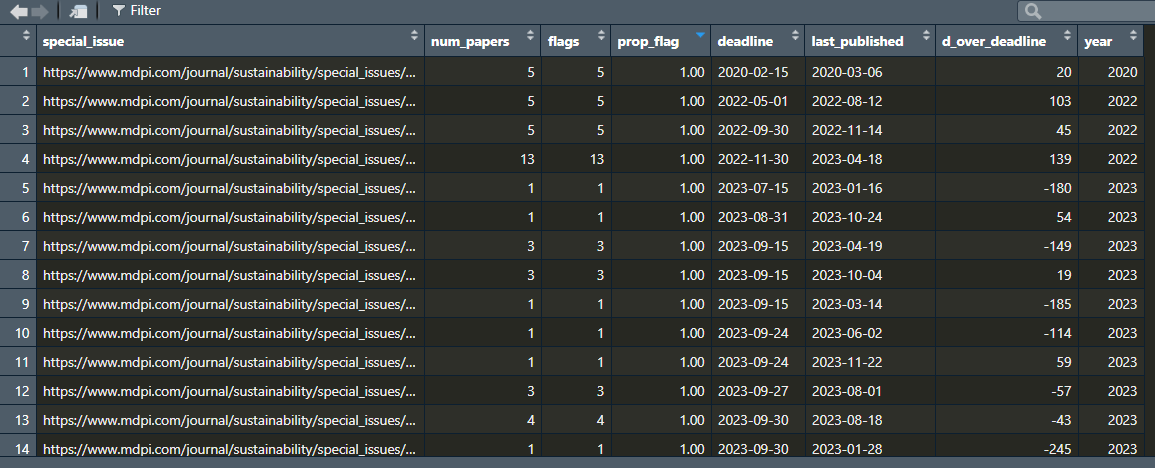 Filter
special_issue num_papers flags prop_flag deadline last_published d_over_deadline year
1 https://www.mdpi.com/journal/sustainability/special_issues/... 5 5 1.00 2020-02-15 2020-03-06 20 2020
2 https://www.mdpi.com/journal/sustainability/special_issues/... 5 5 1.00 2022-05-01 2022-08-12 103 2022
3 https://www.mdpi.com/journal/sustainability/special_issues/... 5 5 1.00 2022-09-30 2022-11-14 45 2022
4 https://www.mdpi.com/journal/sustainability/special_issues/... 13 13 1.00 2022-11-30 2023-04-18 139 2022
5 https://www.mdpi.com/journal/sustainability/special_issues/... 1 1 1.00 2023-07-15 2023-01-16 -180 2023
6 https://www.mdpi.com/journal/sustainability/special_issues/... 1 1 1.00 2023-08-31 2023-10-24 54 2023
7 https://www.mdpi.com/journal/sustainability/special_issues/... 3 3 1.00 2023-09-15 2023-04-19 -149 2023
8 https://www.mdpi.com/journal/sustainability/special_issues/... 3 3 1.00 2023-09-15 2023-10-04 19 2023
9 https://www.mdpi.com/journal/sustainability/special_issues/... 1 1 1.00 2023-09-15 2023-03-14 -185 2023
10 https://www.mdpi.com/journal/sustainability/special_issues/... 1 1 1.00 2023-09-24 2023-06-02 -114 2023
11 https://www.mdpi.com/journal/sustainability/special_issues/... 1 1 1.00 2023-09-24 2023-11-22 59 2023
12 https://www.mdpi.com/journal/sustainability/special_issues/... 3 3 1.00 2023-09-27 2023-08-01 -57 2023
13 https://www.mdpi.com/journal/sustainability/special_issues/... 4 4 1.00 2023-09-30 2023-08-18 -43 2023
14 https://www.mdpi.com/journal/sustainability/special_issues/... 1 1 1.00 2023-09-30 2023-01-28 -245 2023